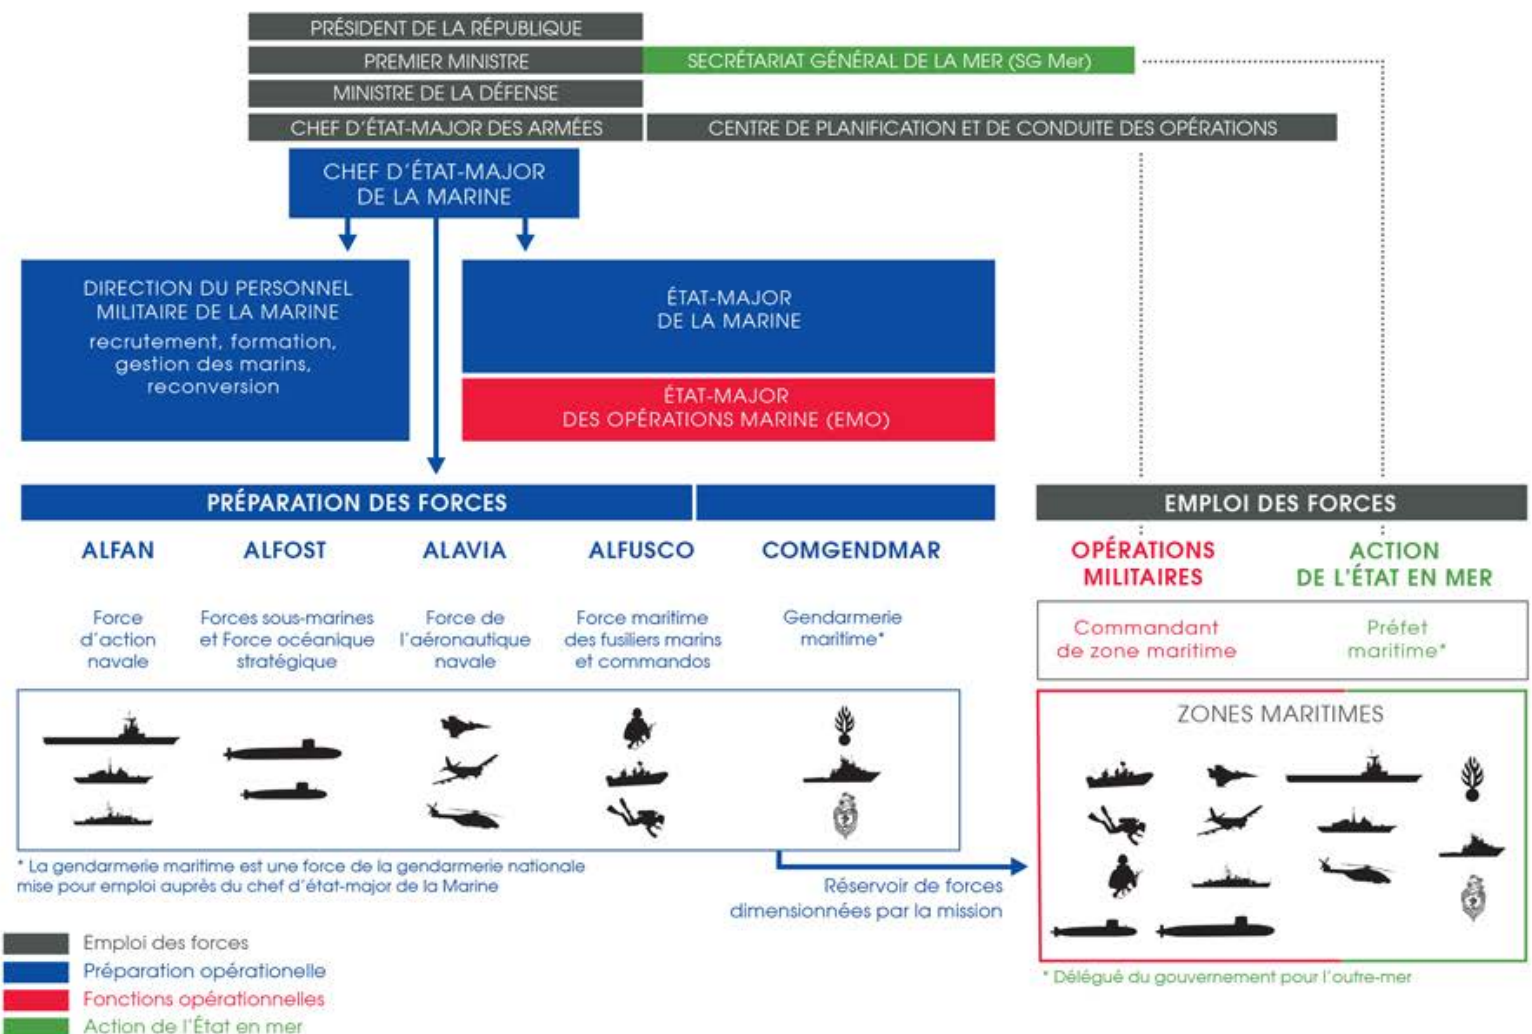 PRÉSIDENT DE LA RÉPUBLIQUE
PREMIER MINISTRE
SECRÉTARIAT GÉNÉRAL DE LA MER (SG Mer)
MINISTRE DE LA DÉFENSE
CHEF D'ÉTAT-MAJOR DES ARMÉES
CENTRE DE PLANIFICATION ET DE CONDUITE DES OPÉRATIONS
CHEF D'ÉTAT-MAJOR
DE LA MARINE
DIRECTION DU PERSONNEL
MILITAIRE DE LA MARINE
recrutement, formation,
gestion des marins,
reconversion
ÉTAT-MAJOR
DE LA MARINE
ÉTAT-MAJOR
DES OPÉRATIONS MARINE (EMO)
PRÉPARATION DES FORCES
ALFAN
Force
d'action
navale
ALFOST
Forces sous-marines
et Force océanique
stratégique
ALAVIA
Force de
l'aéronautique
navale
ALFUSCO
Force maritime
des fusiliers marins
et commandos
COMGENDMAR
Gendarmerie
maritime*
* La gendarmerie maritime est une force de la gendarmerie nationale
mise pour emploi auprès du chef d'état-major de la Marine
Réservoir de forces
dimensionnées par la mission
EMPLOI DES FORCES
OPÉRATIONS
MILITAIRES
Commandant
de zone maritime
ACTION
DE L'ÉTAT EN MER
Préfet
maritime*
ZONES MARITIMES
* Délégué du gouvernement pour l'outre-mer
Emploi des forces
Préparation opérationelle
Fonctions opérationnelles
Action de l'État en mer